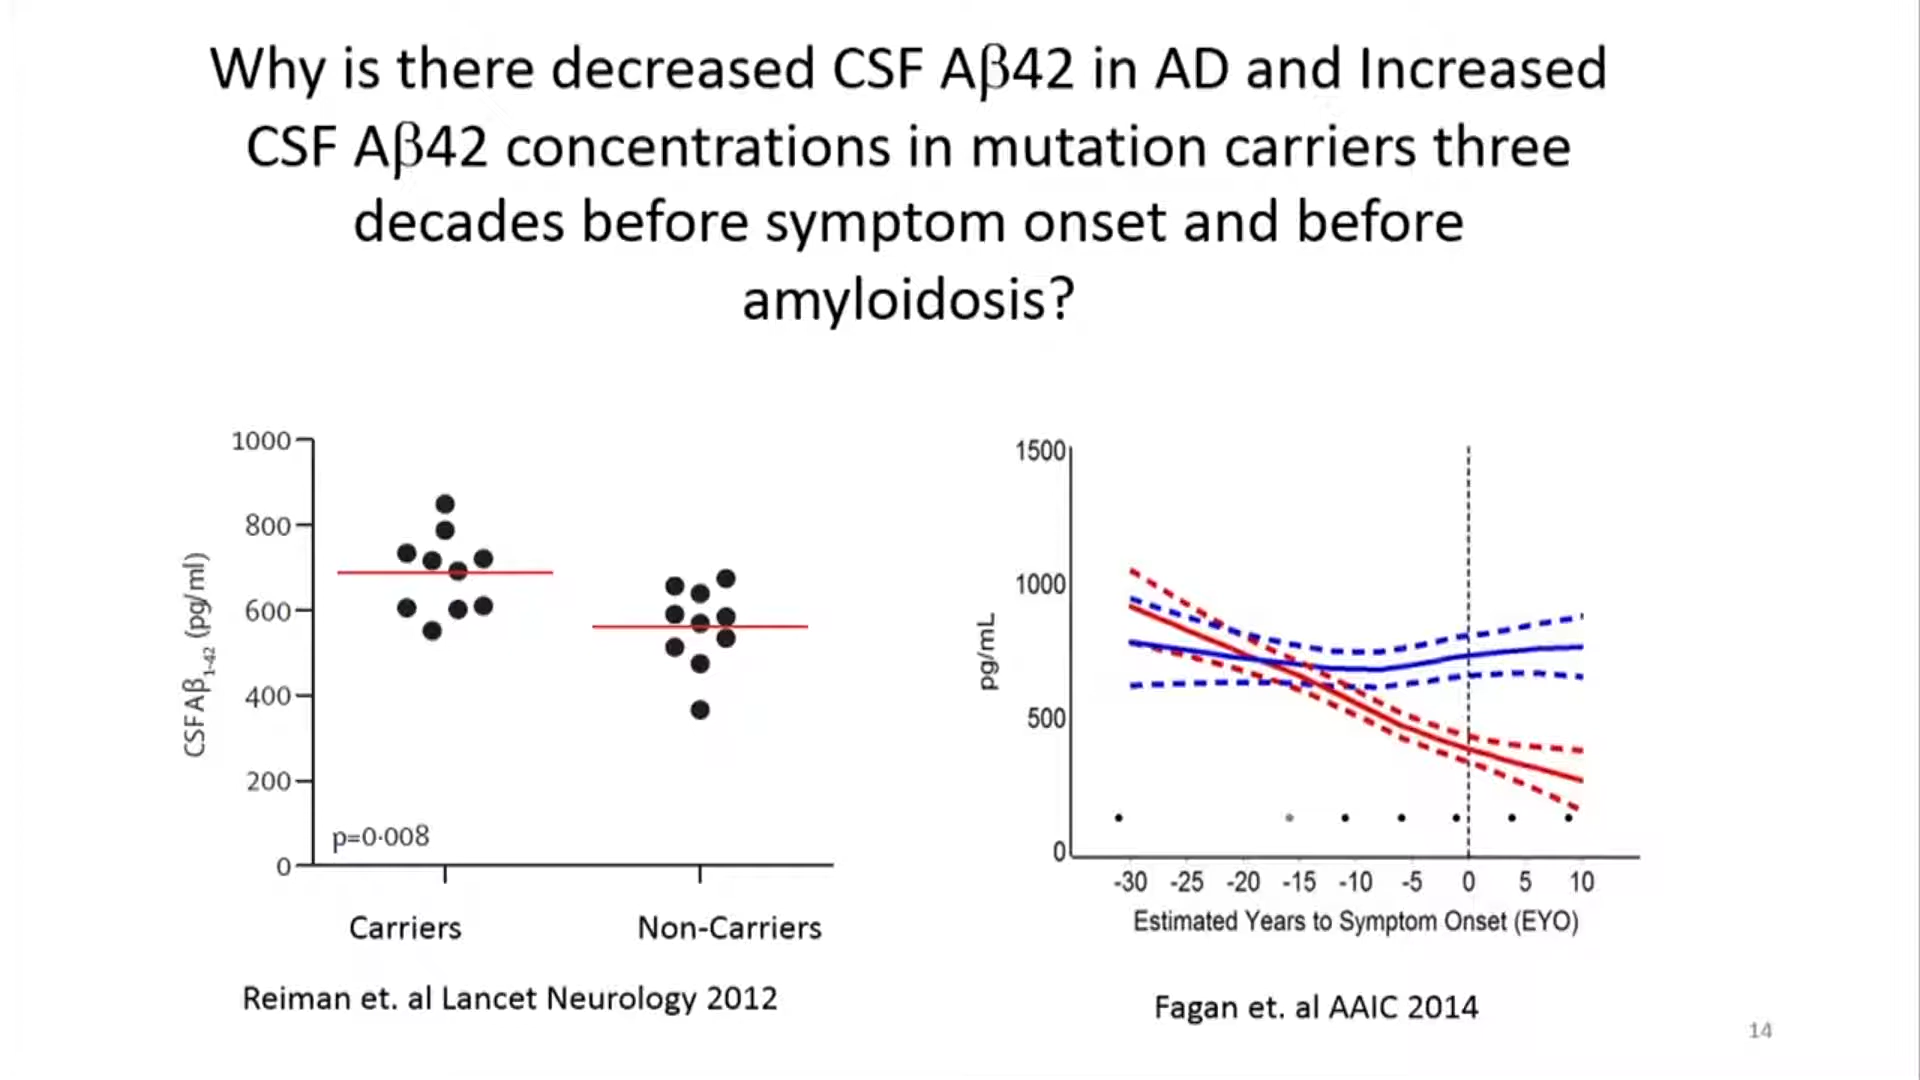 Why is there decreased CSF Aβ42 in AD and Increased
CSF Aβ42 concentrations in mutation carriers three
decades before symptom onset and before
amyloidosis?
1000
800
600
400
200
0
CSF Aβ1-42 (pg/ml)
p=0·008
Carriers
Non-Carriers
Reiman et. al Lancet Neurology 2012
1500
1000
500
0
pg/mL
-30 -25 -20 -15 -10 -5 0 5 10
Estimated Years to Symptom Onset (EYO)
Fagan et. al AAIC 2014
14